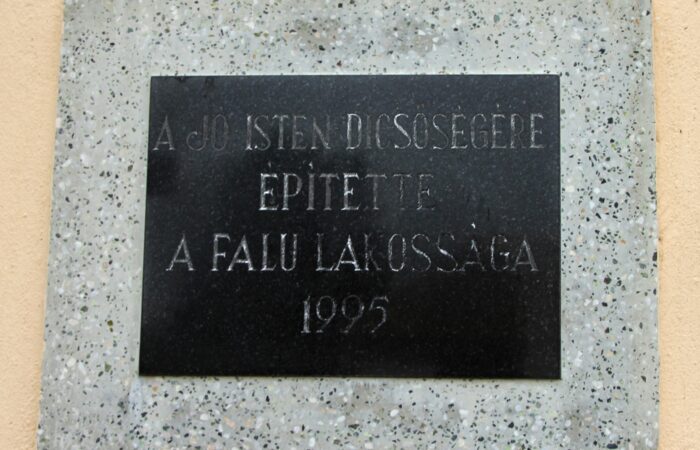 A JÓ ISTEN DICSŐSÉGÉRE
ÉPÍTETTE
A FALU LAKOSSÁGA
1995